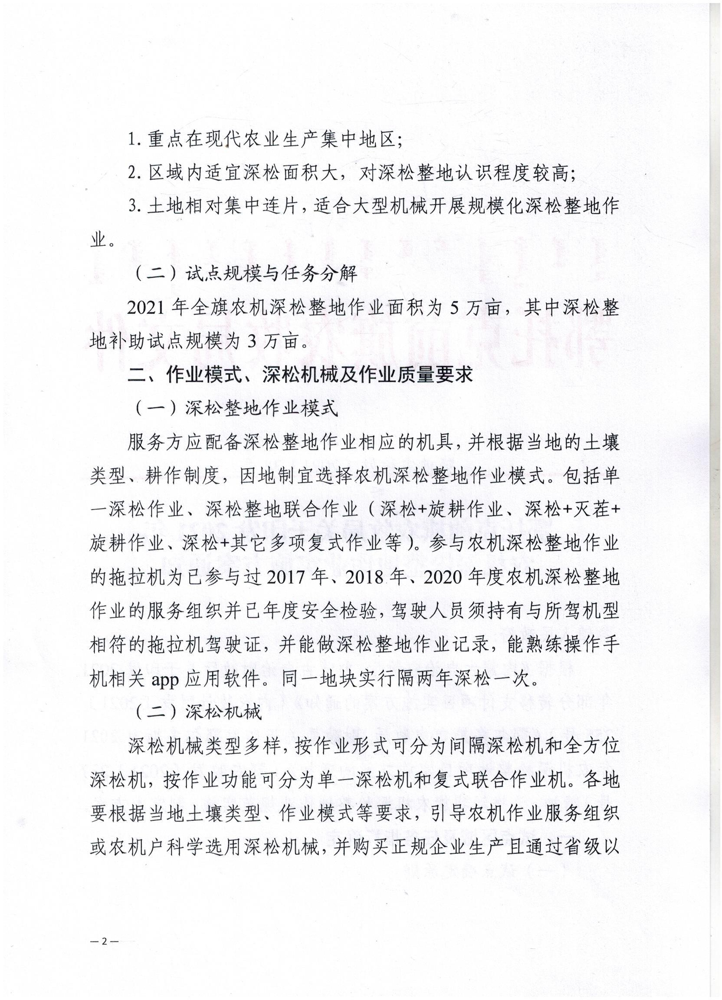 1. 重点在现代农业生产集中地区；
2. 区域内适宜深松面积大，对深松整地认识程度较高；
3. 土地相对集中连片，适合大型机械开展规模化深松整地作
业。
（二）试点规模与任务分解
2021 年全旗农机深松整地作业面积为 5 万亩，其中深松整
地补助试点规模为 3 万亩。
二、作业模式、深松机械及作业质量要求
（一）深松整地作业模式
服务方应配备深松整地作业相应的机具，并根据当地的土壤
类型、耕作制度，因地制宜选择农机深松整地作业模式。包括单
一深松作业、深松整地联合作业（深松+旋耕作业、深松+灭茬+
旋耕作业、深松+其它多项复式作业等）。参与农机深松整地作业
的拖拉机为已参与过 2017 年、2018 年、2020 年度农机深松整地
作业的服务组织并已年度安全检验，驾驶人员须持有与所驾机型
相符的拖拉机驾驶证，并能做深松整地作业记录，能熟练操作手
机相关 app 应用软件。同一地块实行隔两年深松一次。
（二）深松机械
深松机械类型多样，按作业形式可分为间隔深松机和全方位
深松机，按作业功能可分为单一深松机和复式联合作业机。各地
要根据当地土壤类型、作业模式等要求，引导农机作业服务组织
或农机户科学选用深松机械，并购买正规企业生产且通过省级以
—2—